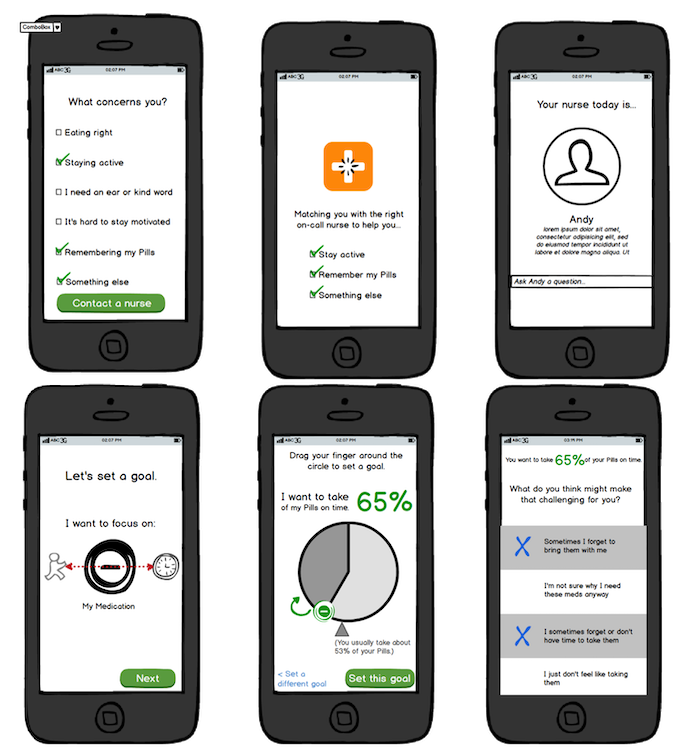 ComboBox
ABC 3G 02:07 PM
What concerns you?
Eating right
Staying active
I need an ear or kind word
It's hard to stay motivated
Remembering my Pills
Something else
Contact a nurse
ABC 3G 02:07 PM
Matching you with the right
on-call nurse to help you...
Stay active
Remember my Pills
Something else
ABC 3G 02:07 PM
Your nurse today is...
Andy
lorem ipsum dolor sit amet,
consectetur adipisicing elit, sed
do eiusmod tempor incididunt ut
labore et dolore magna aliqua. Ut
Ask Andy a question...
ABC 3G 02:07 PM
Let's set a goal.
I want to focus on:
My Medication
Next
ABC 3G 02:07 PM
Drag your finger around the
circle to set a goal.
I want to take 65%
of my Pills on time.
(You usually take about
53% of your Pills.)
< Set a
different goal
Set this goal
ABC 3G 03:19 PM
You want to take 65% of your Pills on time.
What do you think might make
that challenging for you?
X Sometimes I forget to
bring them with me
I'm not sure why I need
these meds anyway
X I sometimes forget or don't
have time to take them
I just don't feel like taking
them